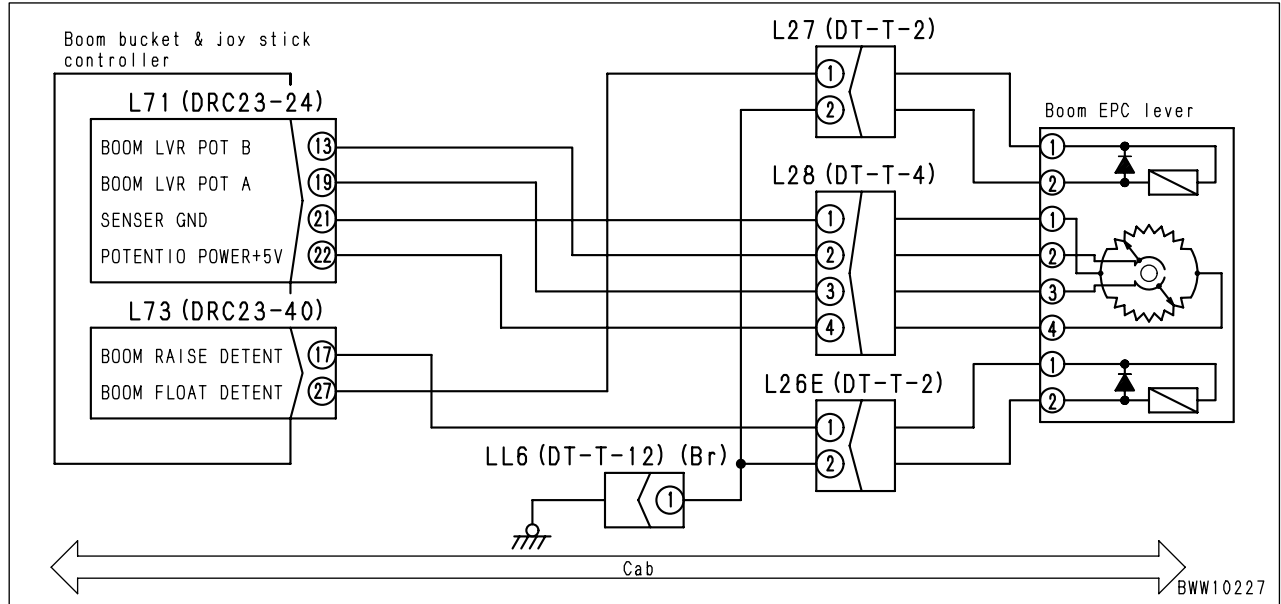 Boom bucket & joy stick
controller
L71 (DRC23-24)
BOOM LVR POT B 13
BOOM LVR POT A 19
SENSER GND 21
POTENTIO POWER+5V 22
L73 (DRC23-40)
BOOM RAISE DETENT 17
BOOM FLOAT DETENT 27
LL6 (DT-T-12) (Br)
1
L27 (DT-T-2)
1
2
L28 (DT-T-4)
1
2
3
4
L26E (DT-T-2)
1
2
Boom EPC lever
1
2
1
2
3
4
1
2
Cab
BWW10227